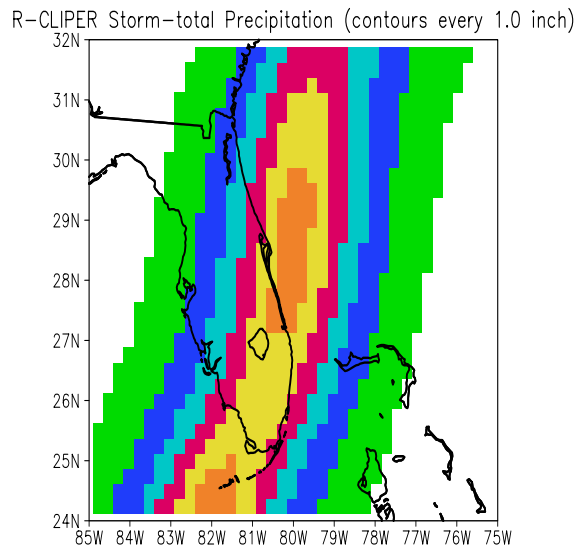 R-CLIPER Storm-total Precipitation (contours every 1.0 inch)
32N
31N
30N
29N
28N
27N
26N
25N
24N
85W 84W 83W 82W 81W 80W 79W 78W 77W 76W 75W